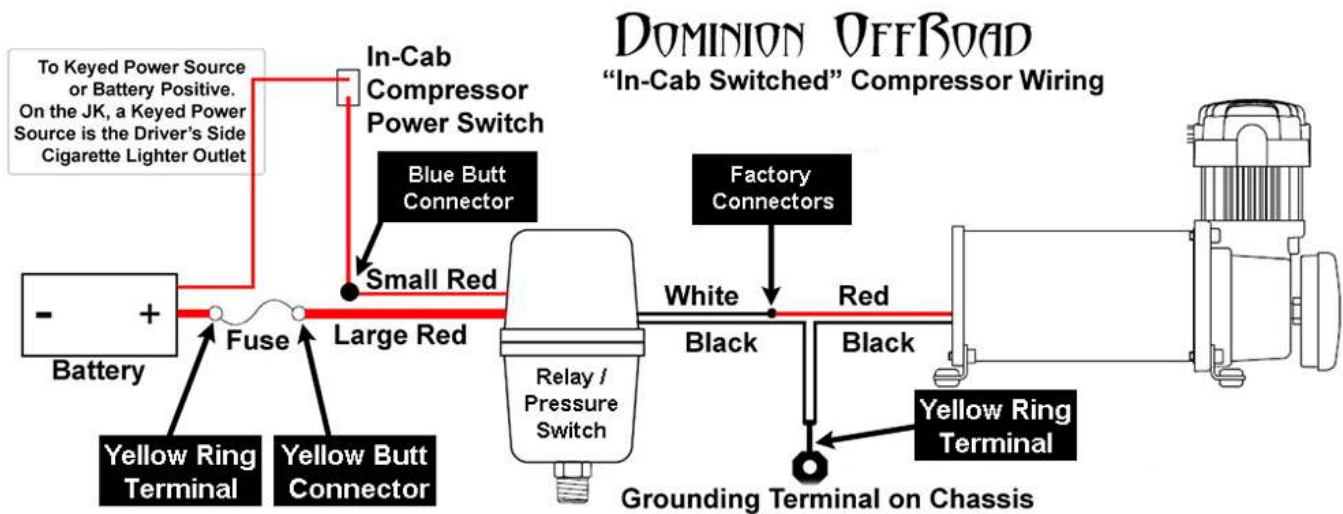 DOMINION OFFROAD
“In-Cab Switched” Compressor Wiring
To Keyed Power Source
or Battery Positive.
On the JK, a Keyed Power
Source is the Driver's Side
Cigarette Lighter Outlet
In-Cab
Compressor
Power Switch
Blue Butt
Connector
Factory
Connectors
Small Red
White
Red
- +
Fuse
Large Red
Black
Black
Battery
Relay /
Pressure
Switch
Yellow Ring
Terminal
Yellow Butt
Connector
Yellow Ring
Terminal
Grounding Terminal on Chassis